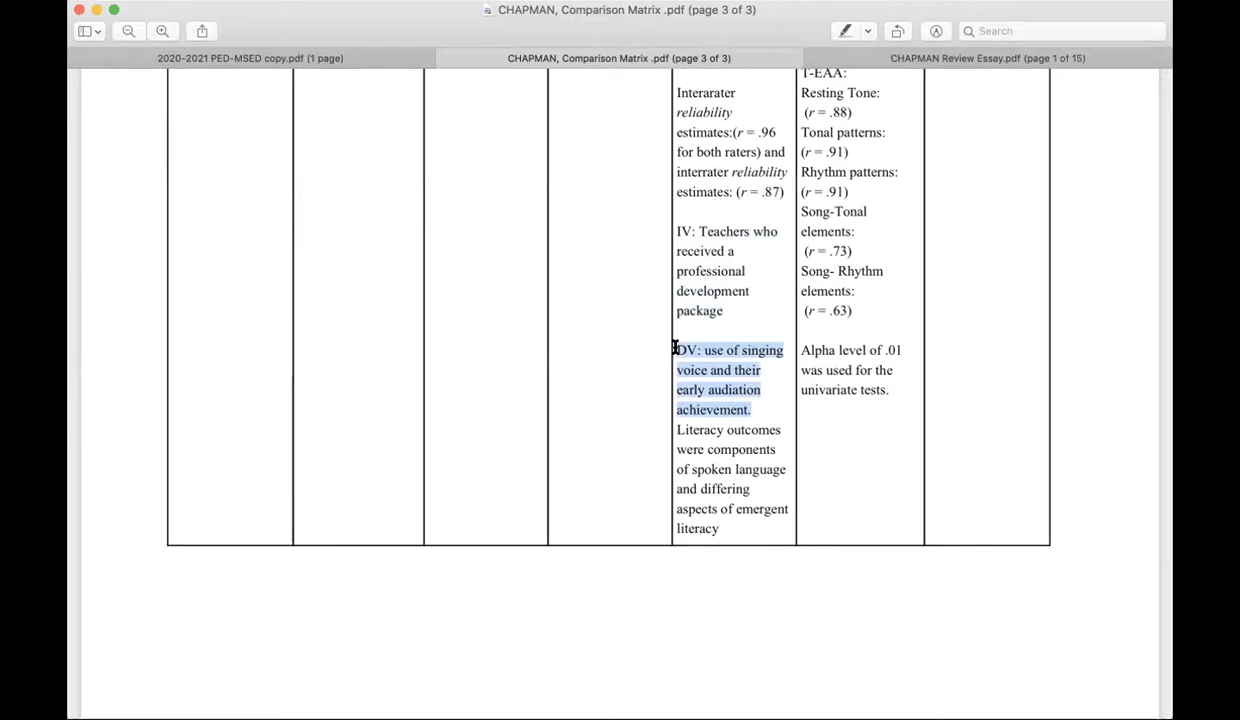 CHAPMAN, Comparison Matrix .pdf (page 3 of 3)
Search
2020-2021 PED-MSED copy.pdf (1 page)
CHAPMAN, Comparison Matrix .pdf (page 3 of 3)
CHAPMAN Review Essay.pdf (page 1 of 15)
Interarater
reliability
estimates:(r = .96
for both raters) and
interrater reliability
estimates: (r = .87)
IV: Teachers who
received a
professional
development
package
DV: use of singing
voice and their
early audiation
achievement.
Literacy outcomes
were components
of spoken language
and differing
aspects of emergent
literacy
T-EAA:
Resting Tone:
(r = .88)
Tonal patterns:
(r = .91)
Rhythm patterns:
(r = .91)
Song-Tonal
elements:
(r = .73)
Song- Rhythm
elements:
(r = .63)
Alpha level of .01
was used for the
univariate tests.